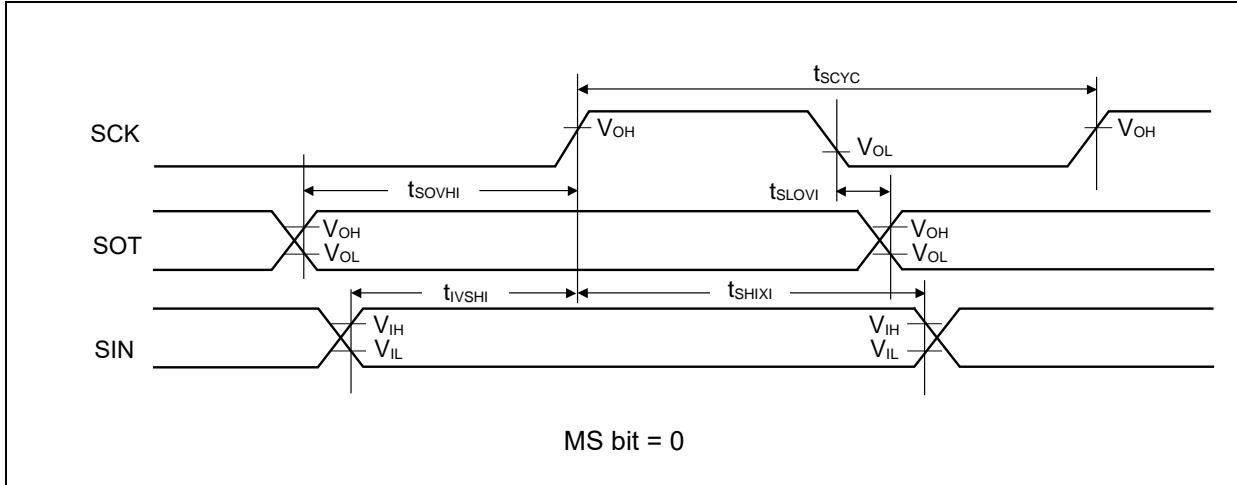 tSCYC
SCK
VOH
VOL
VOH
tSOVHI
tSLOVI
SOT
VOH
VOL
VOH
VOL
tIVSHI
tSHIXI
SIN
VIH
VIL
VIH
VIL
MS bit = 0